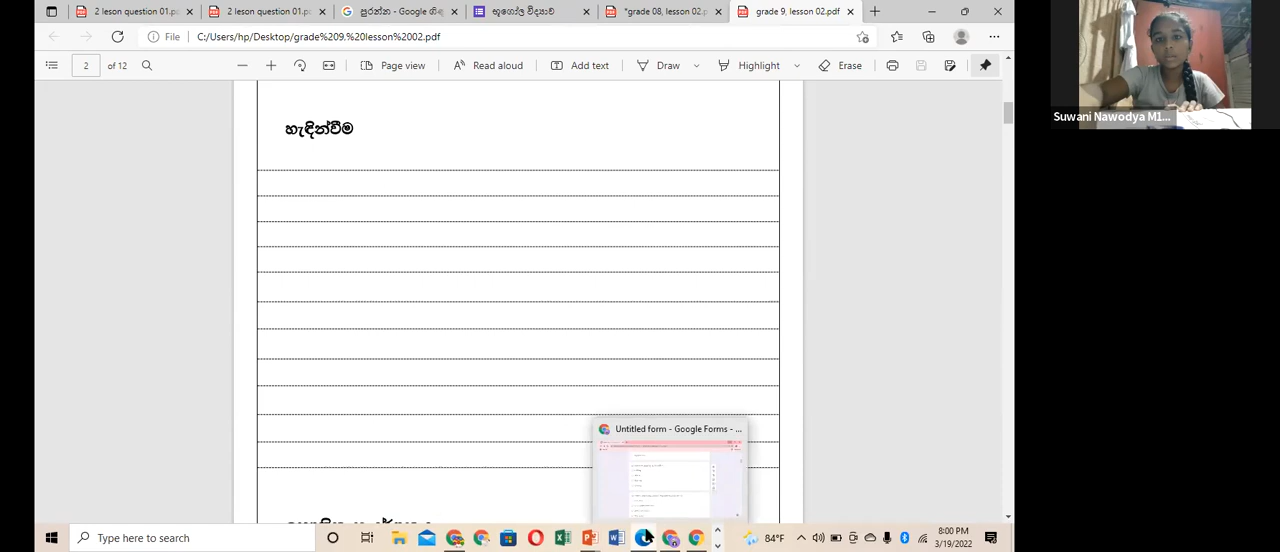 2 leson question 01.p
2 leson question 01.p
පුරන්න - Google
භූගෝල විද්‍යාව
*grade 08, lesson 02.p
grade 9, lesson 02.pdf
File
C:/Users/hp/Desktop/grade%209.%20lesson%2002.pdf
2
of 12
Page view
Read aloud
Add text
Draw
Highlight
Erase
හැඳින්වීම
Suwani Nawodya M1...
Untitled form - Google Forms - ...
Type here to search
84°F
8:00 PM
3/19/2022